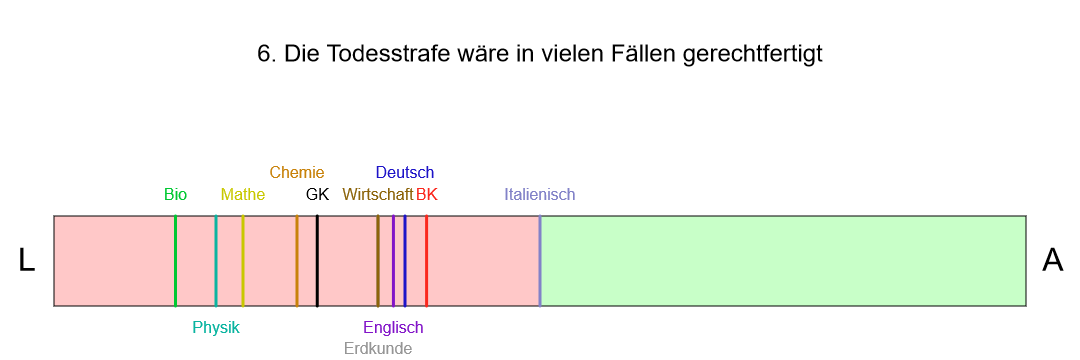 6. Die Todesstrafe wäre in vielen Fällen gerechtfertigt
Chemie Deutsch
Bio Mathe GK Wirtschaft BK Italienisch
L A
Physik Englisch
Erdkunde